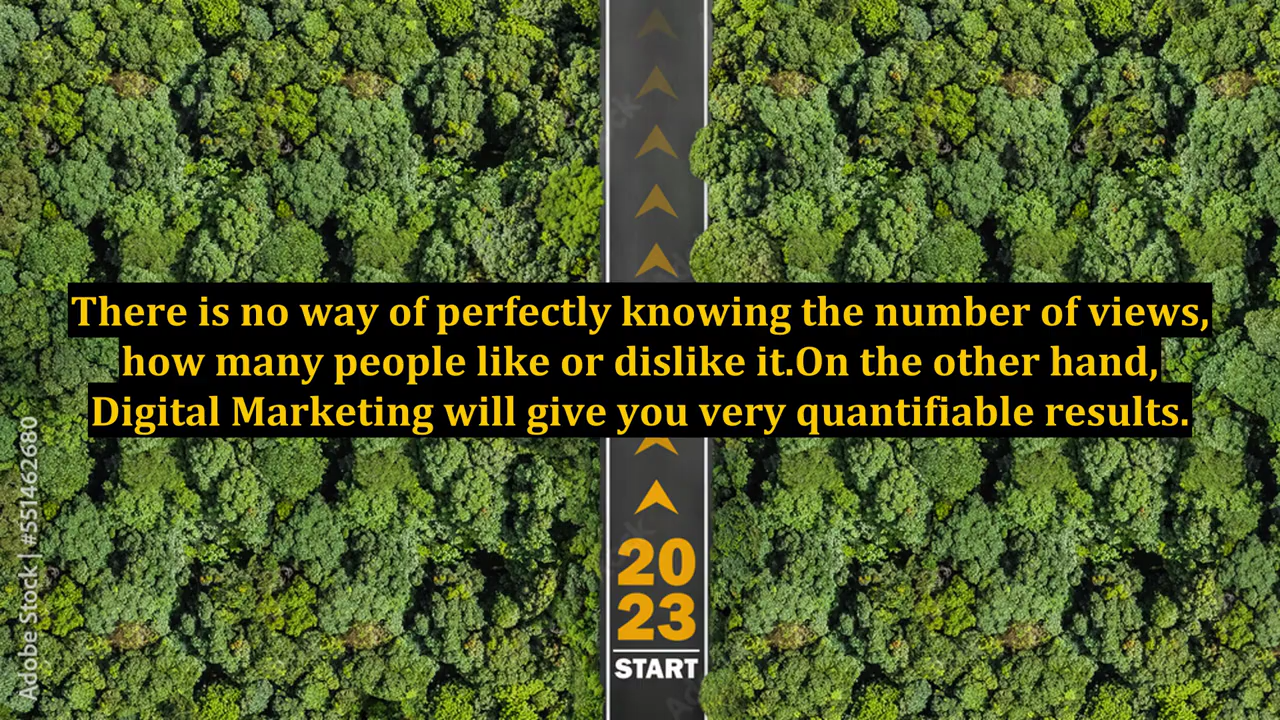 There is no way of perfectly knowing the number of views,
how many people like or dislike it.On the other hand,
Digital Marketing will give you very quantifiable results.
20
23
START
Adobe Stock | #551462680